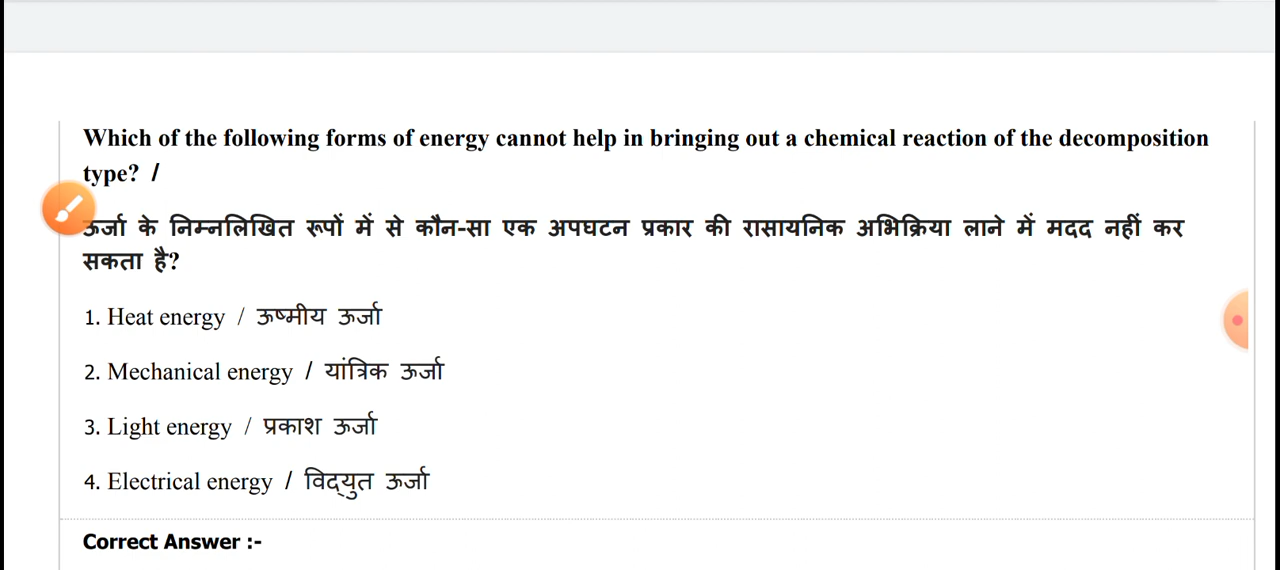 Which of the following forms of energy cannot help in bringing out a chemical reaction of the decomposition
type? /
ऊर्जा के निम्नलिखित रूपों में से कौन-सा एक अपघटन प्रकार की रासायनिक अभिक्रिया लाने में मदद नहीं कर
सकता है?
1. Heat energy / ऊष्मीय ऊर्जा
2. Mechanical energy / यांत्रिक ऊर्जा
3. Light energy / प्रकाश ऊर्जा
4. Electrical energy / विद्युत ऊर्जा
Correct Answer :-